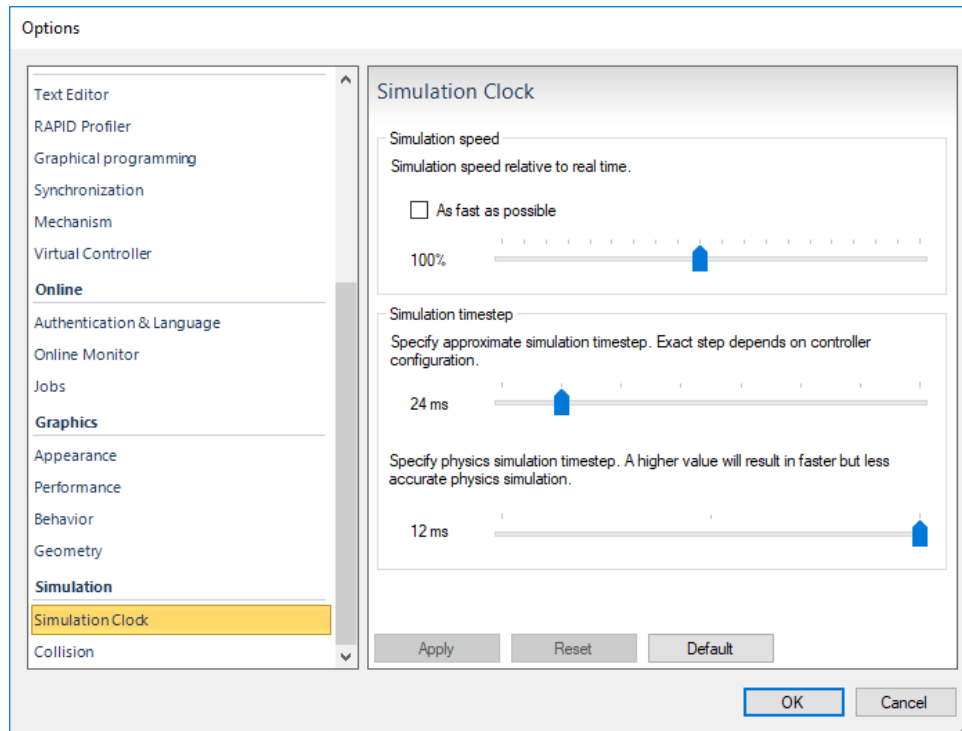 Options
Text Editor
RAPID Profiler
Graphical programming
Synchronization
Mechanism
Virtual Controller
Online
Authentication & Language
Online Monitor
Jobs
Graphics
Appearance
Performance
Behavior
Geometry
Simulation
Simulation Clock
Collision
Simulation Clock
Simulation speed
Simulation speed relative to real time.
As fast as possible
100%
Simulation timestep
Specify approximate simulation timestep. Exact step depends on controller
configuration.
24 ms
Specify physics simulation timestep. A higher value will result in faster but less
accurate physics simulation.
12 ms
Apply
Reset
Default
OK
Cancel